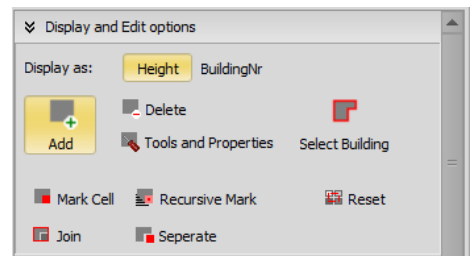 Display and Edit options
Display as: Height BuildingNr
Add
Delete
Tools and Properties
Select Building
Mark Cell Recursive Mark Reset
Join Seperate